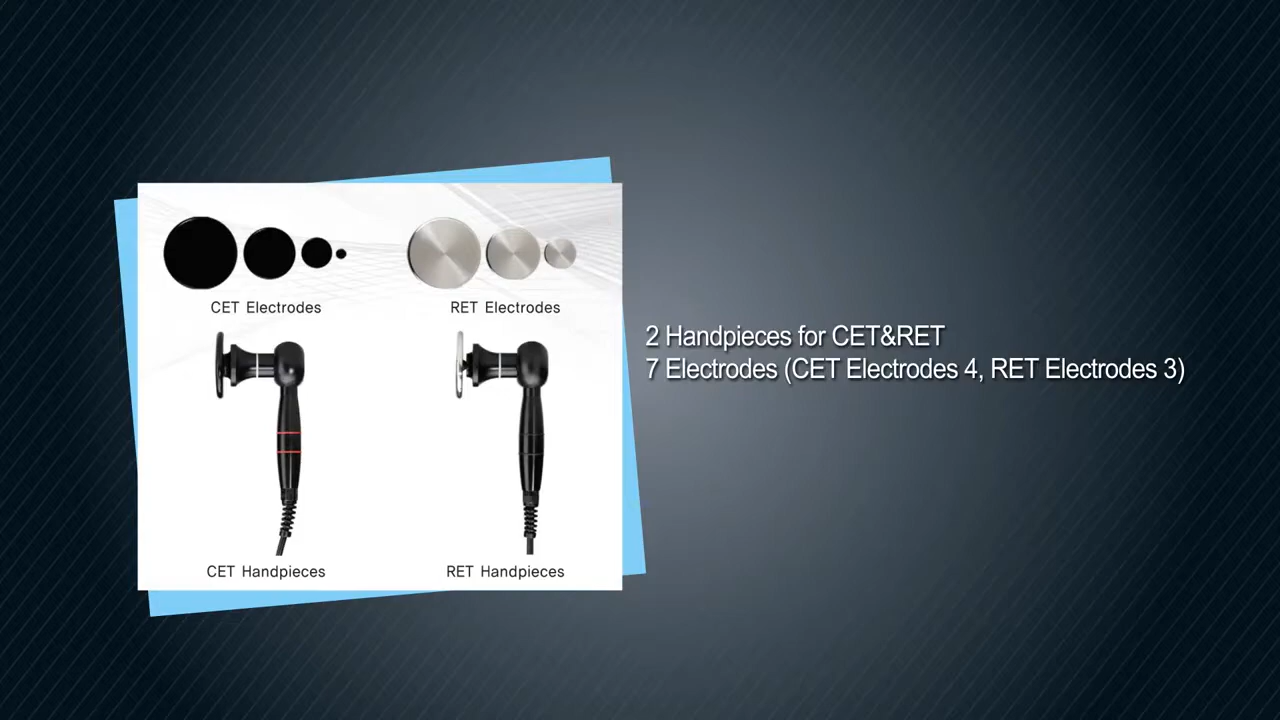 CET Electrodes
RET Electrodes
CET Handpieces
RET Handpieces
2 Handpieces for CET&RET
7 Electrodes (CET Electrodes 4, RET Electrodes 3)